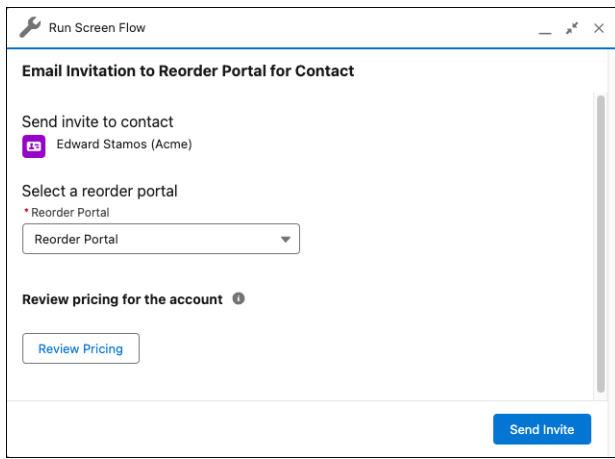 Run Screen Flow
Email Invitation to Reorder Portal for Contact
Send invite to contact
Edward Stamos (Acme)
Select a reorder portal
* Reorder Portal
Reorder Portal
Review pricing for the account
Review Pricing
Send Invite